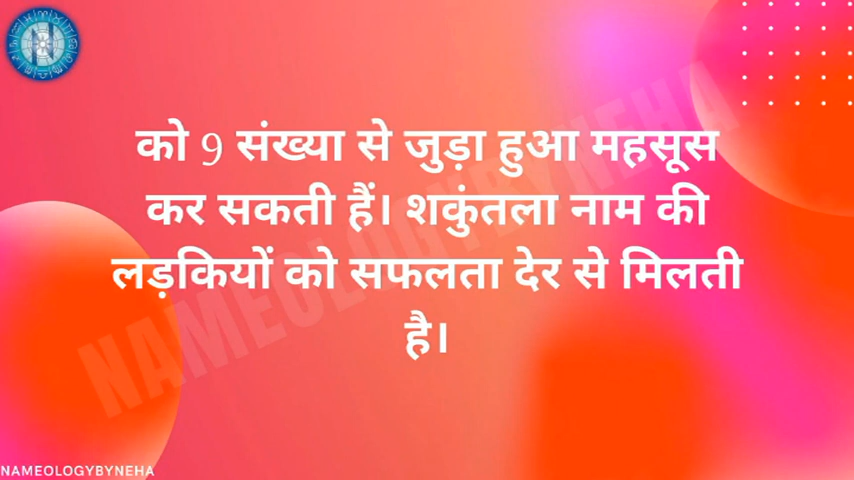 को 9 संख्या से जुड़ा हुआ महसूस
कर सकती हैं। शकुंतला नाम की
लड़कियों को सफलता देर से मिलती
है।
NAMEOLOGYBYNEHA
NAMEOLOGYBYNEHA